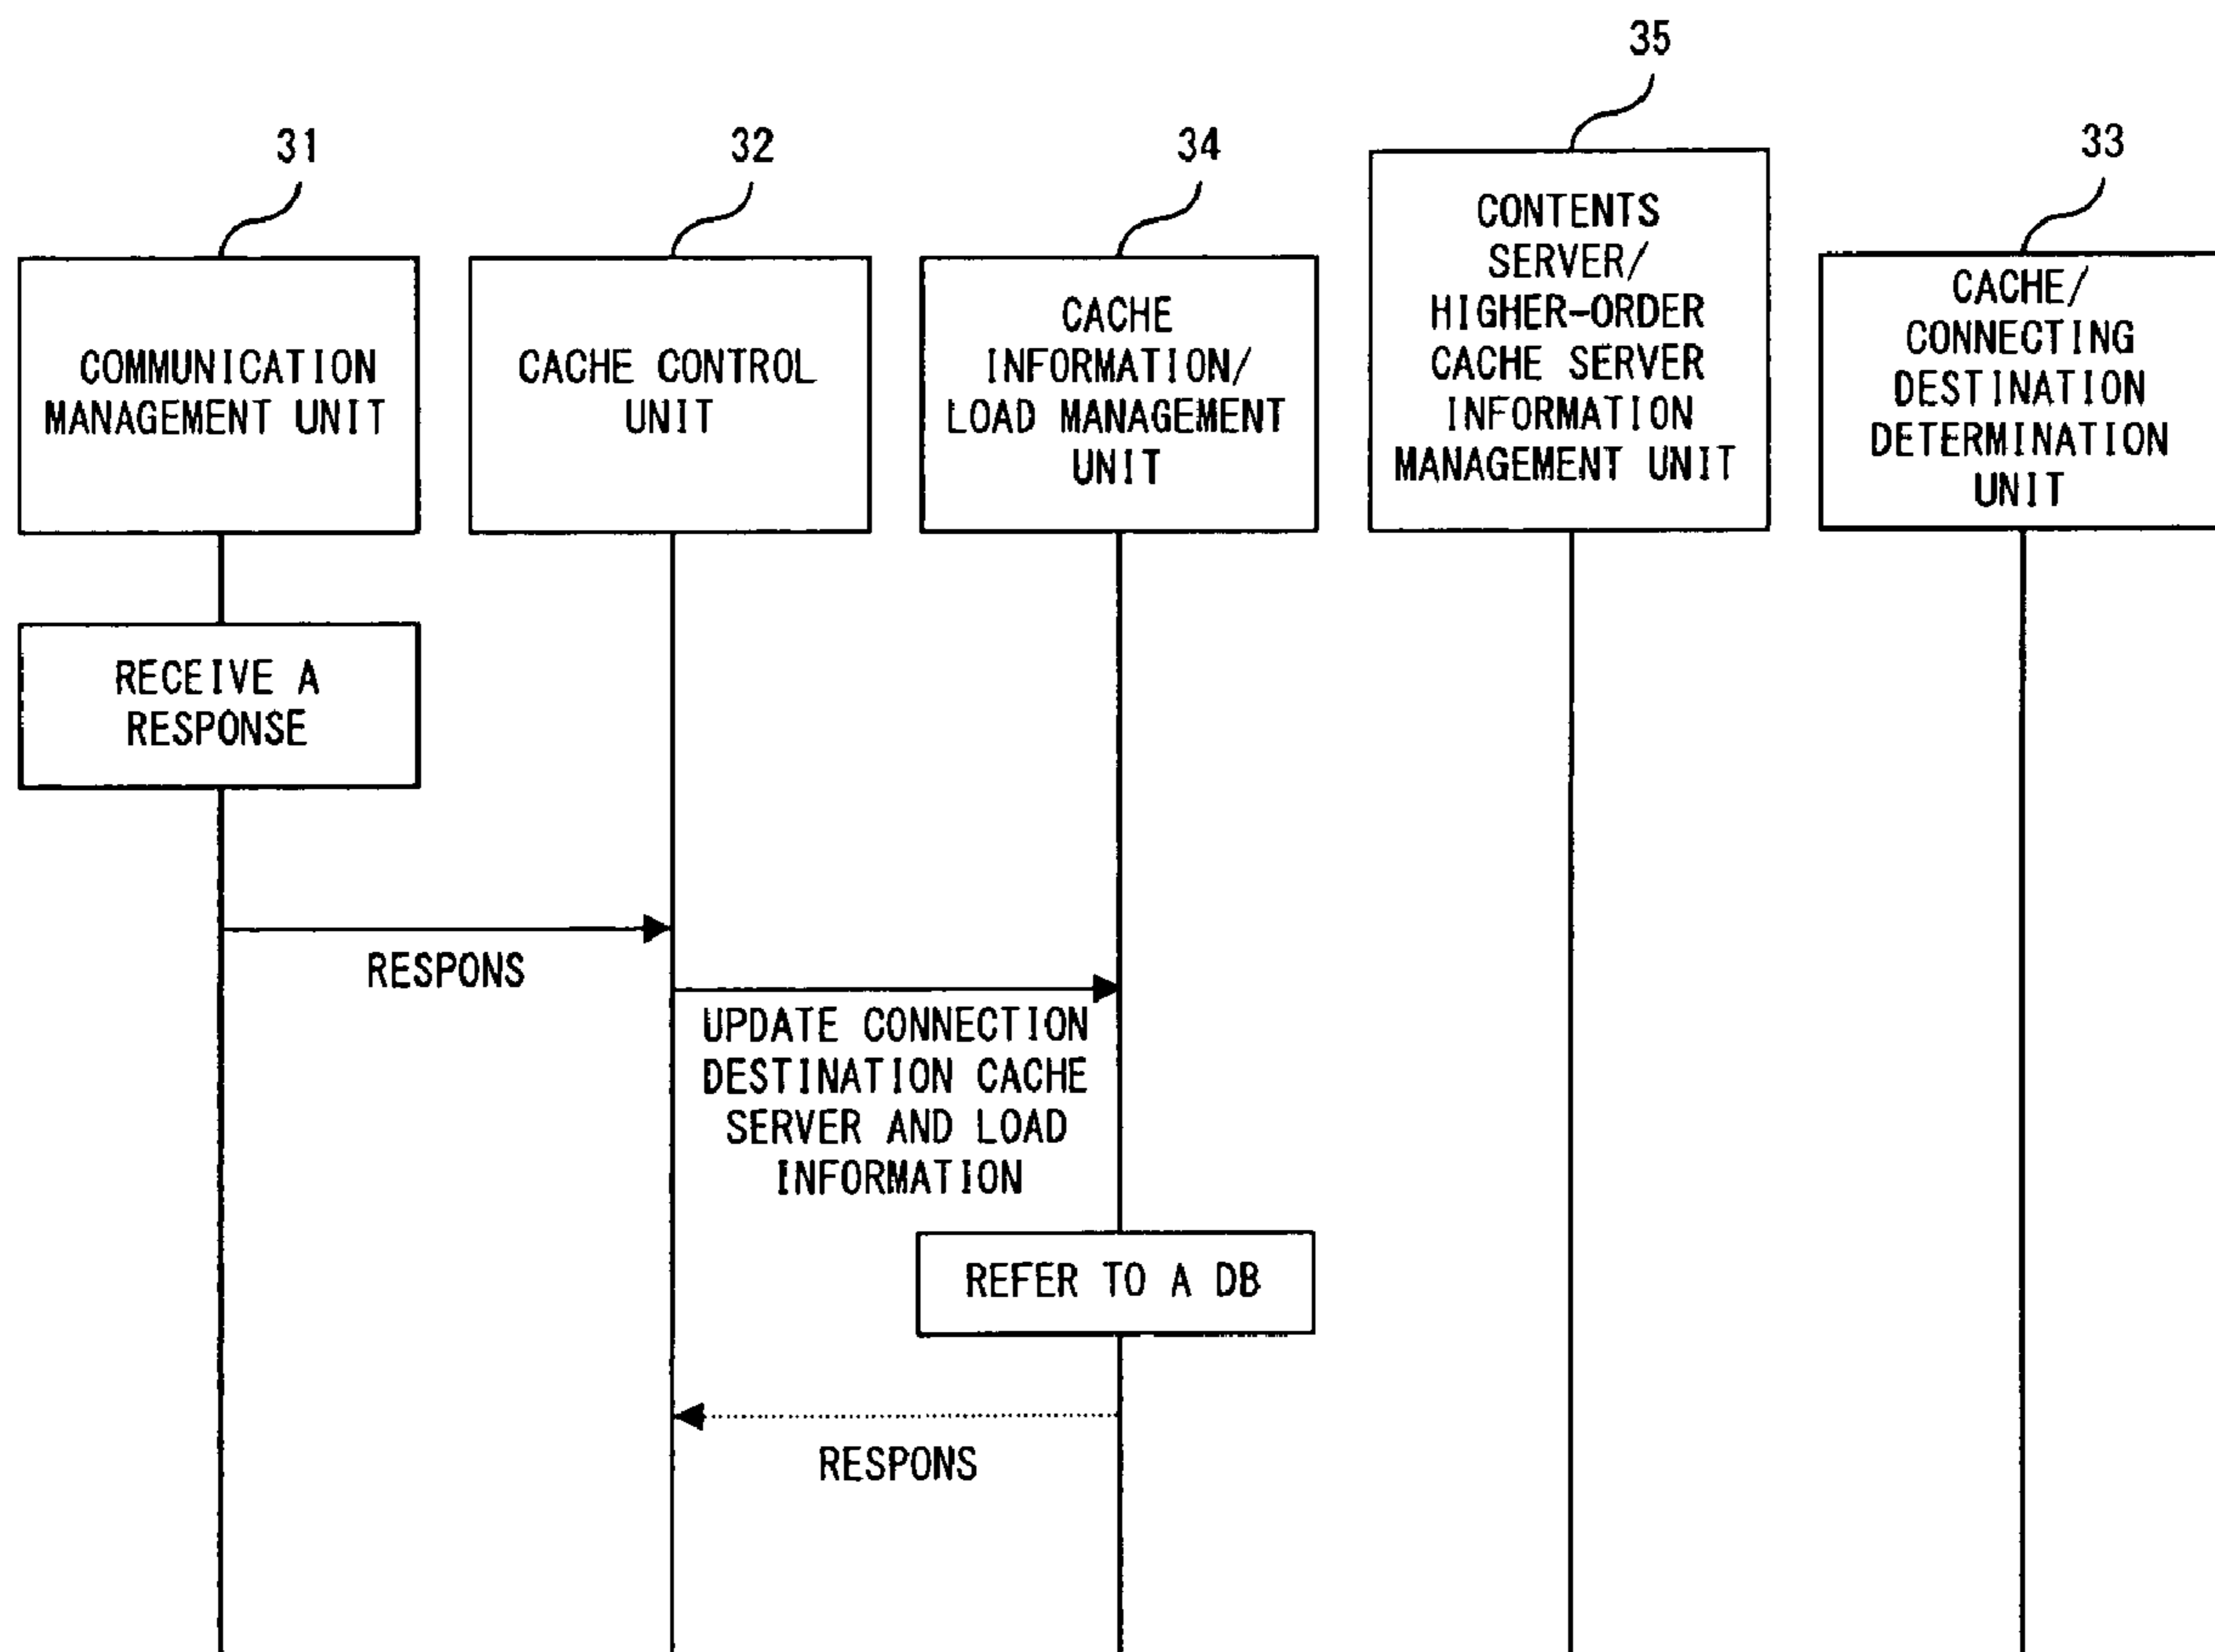 35
31
32
34
33
COMMUNICATION
MANAGEMENT UNIT
CACHE CONTROL
UNIT
CACHE
INFORMATION/
LOAD MANAGEMENT
UNIT
CONTENTS
SERVER/
HIGHER-ORDER
CACHE SERVER
INFORMATION
MANAGEMENT UNIT
CACHE/
CONNECTING
DESTINATION
DETERMINATION
UNIT
RECEIVE A
RESPONSE
RESPONS
UPDATE CONNECTION
DESTINATION CACHE
SERVER AND LOAD
INFORMATION
REFER TO A DB
RESPONS